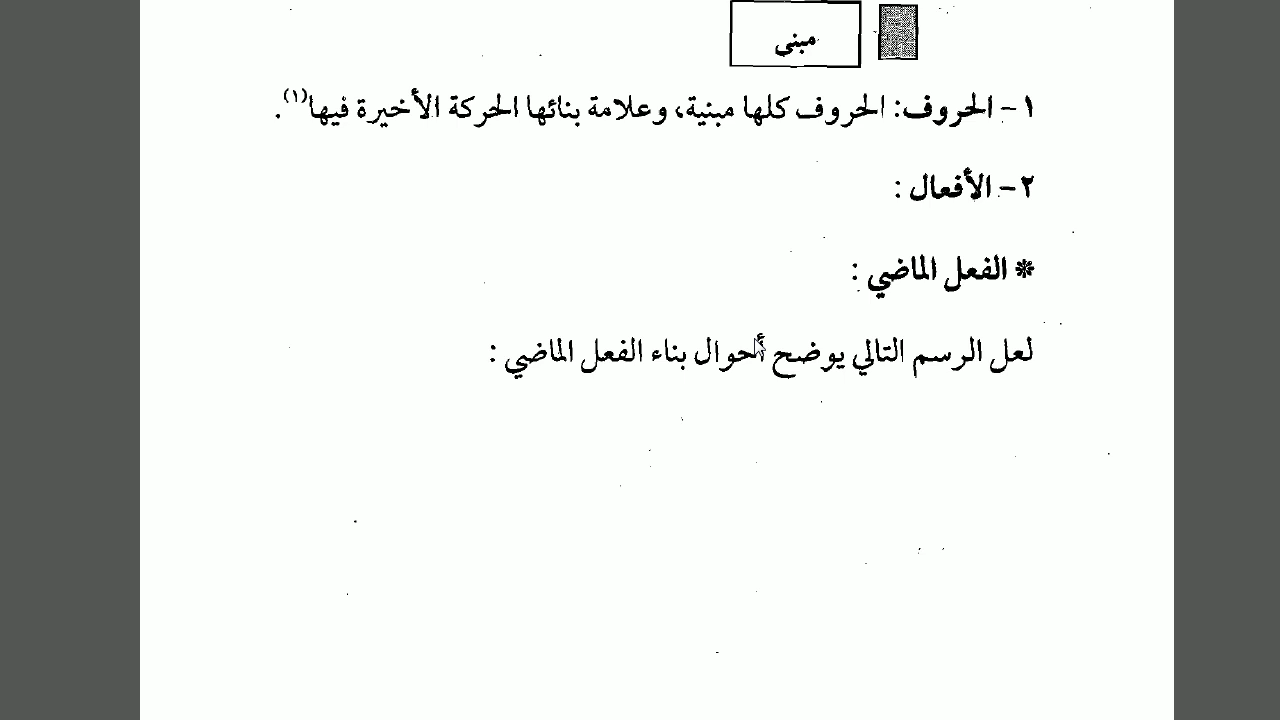 مبني
١ - الحروف: الحروف كلها مبنية، وعلامة بنائها الحركة الأخيرة فيها(١).
٢ - الأفعال :
* الفعل الماضي :
لعل الرسم التالي يوضح أحوال بناء الفعل الماضي :